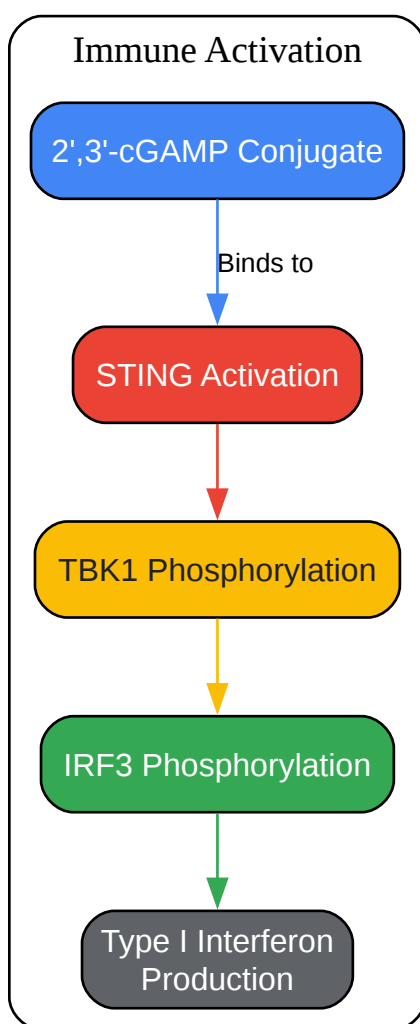 Immune Activation
2',3'-cGAMP Conjugate
Binds to
STING Activation
TBK1 Phosphorylation
IRF3 Phosphorylation
Type I Interferon
Production